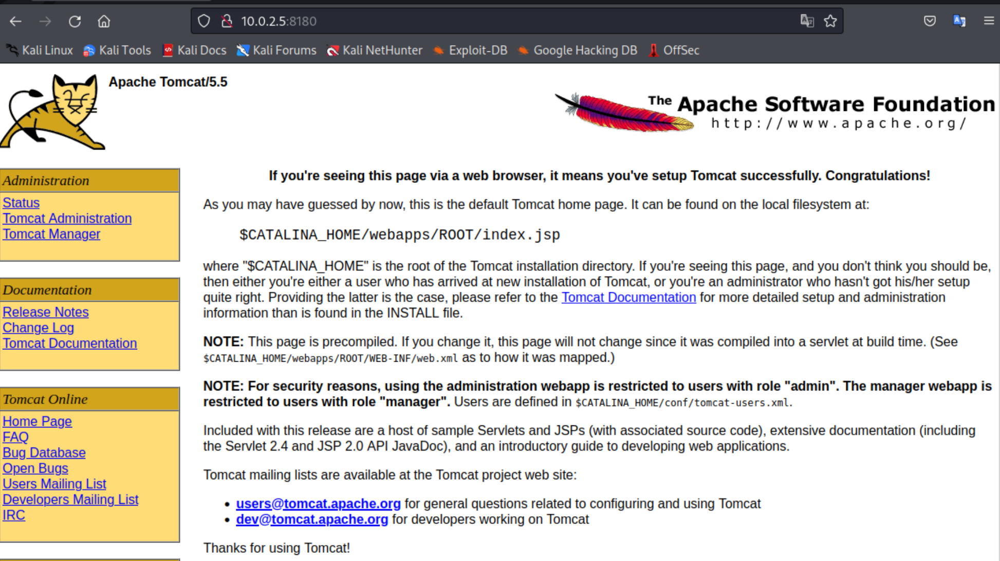 10.0.2.5:8180
Kali Linux Kali Tools Kali Docs Kali Forums Kali NetHunter Exploit-DB Google Hacking DB OffSec
Apache Tomcat/5.5
The Apache Software Foundation
http://www.apache.org/
Administration
Status
Tomcat Administration
Tomcat Manager
Documentation
Release Notes
Change Log
Tomcat Documentation
Tomcat Online
Home Page
FAQ
Bug Database
Open Bugs
Users Mailing List
Developers Mailing List
IRC
If you're seeing this page via a web browser, it means you've setup Tomcat successfully. Congratulations!
As you may have guessed by now, this is the default Tomcat home page. It can be found on the local filesystem at:
$CATALINA_HOME/webapps/ROOT/index.jsp
where "$CATALINA_HOME" is the root of the Tomcat installation directory. If you're seeing this page, and you don't think you should be,
then either you're either a user who has arrived at new installation of Tomcat, or you're an administrator who hasn't got his/her setup
quite right. Providing the latter is the case, please refer to the Tomcat Documentation for more detailed setup and administration
information than is found in the INSTALL file.
NOTE: This page is precompiled. If you change it, this page will not change since it was compiled into a servlet at build time. (See
$CATALINA_HOME/webapps/ROOT/WEB-INF/web.xml as to how it was mapped.)
NOTE: For security reasons, using the administration webapp is restricted to users with role "admin". The manager webapp is
restricted to users with role "manager". Users are defined in $CATALINA_HOME/conf/tomcat-users.xml.
Included with this release are a host of sample Servlets and JSPs (with associated source code), extensive documentation (including
the Servlet 2.4 and JSP 2.0 API JavaDoc), and an introductory guide to developing web applications.
Tomcat mailing lists are available at the Tomcat project web site:
• users@tomcat.apache.org for general questions related to configuring and using Tomcat
• dev@tomcat.apache.org for developers working on Tomcat
Thanks for using Tomcat!